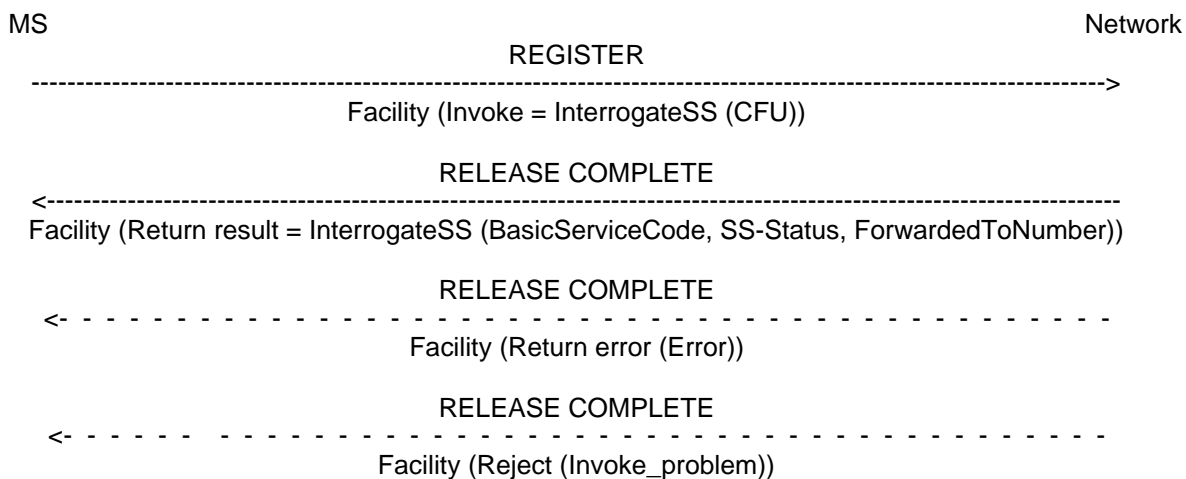 MS Network
REGISTER
Facility (Invoke = InterrogateSS (CFU))
RELEASE COMPLETE
Facility (Return result = InterrogateSS (BasicServiceCode, SS-Status, ForwardedToNumber))
RELEASE COMPLETE
Facility (Return error (Error))
RELEASE COMPLETE
Facility (Reject (Invoke_problem))